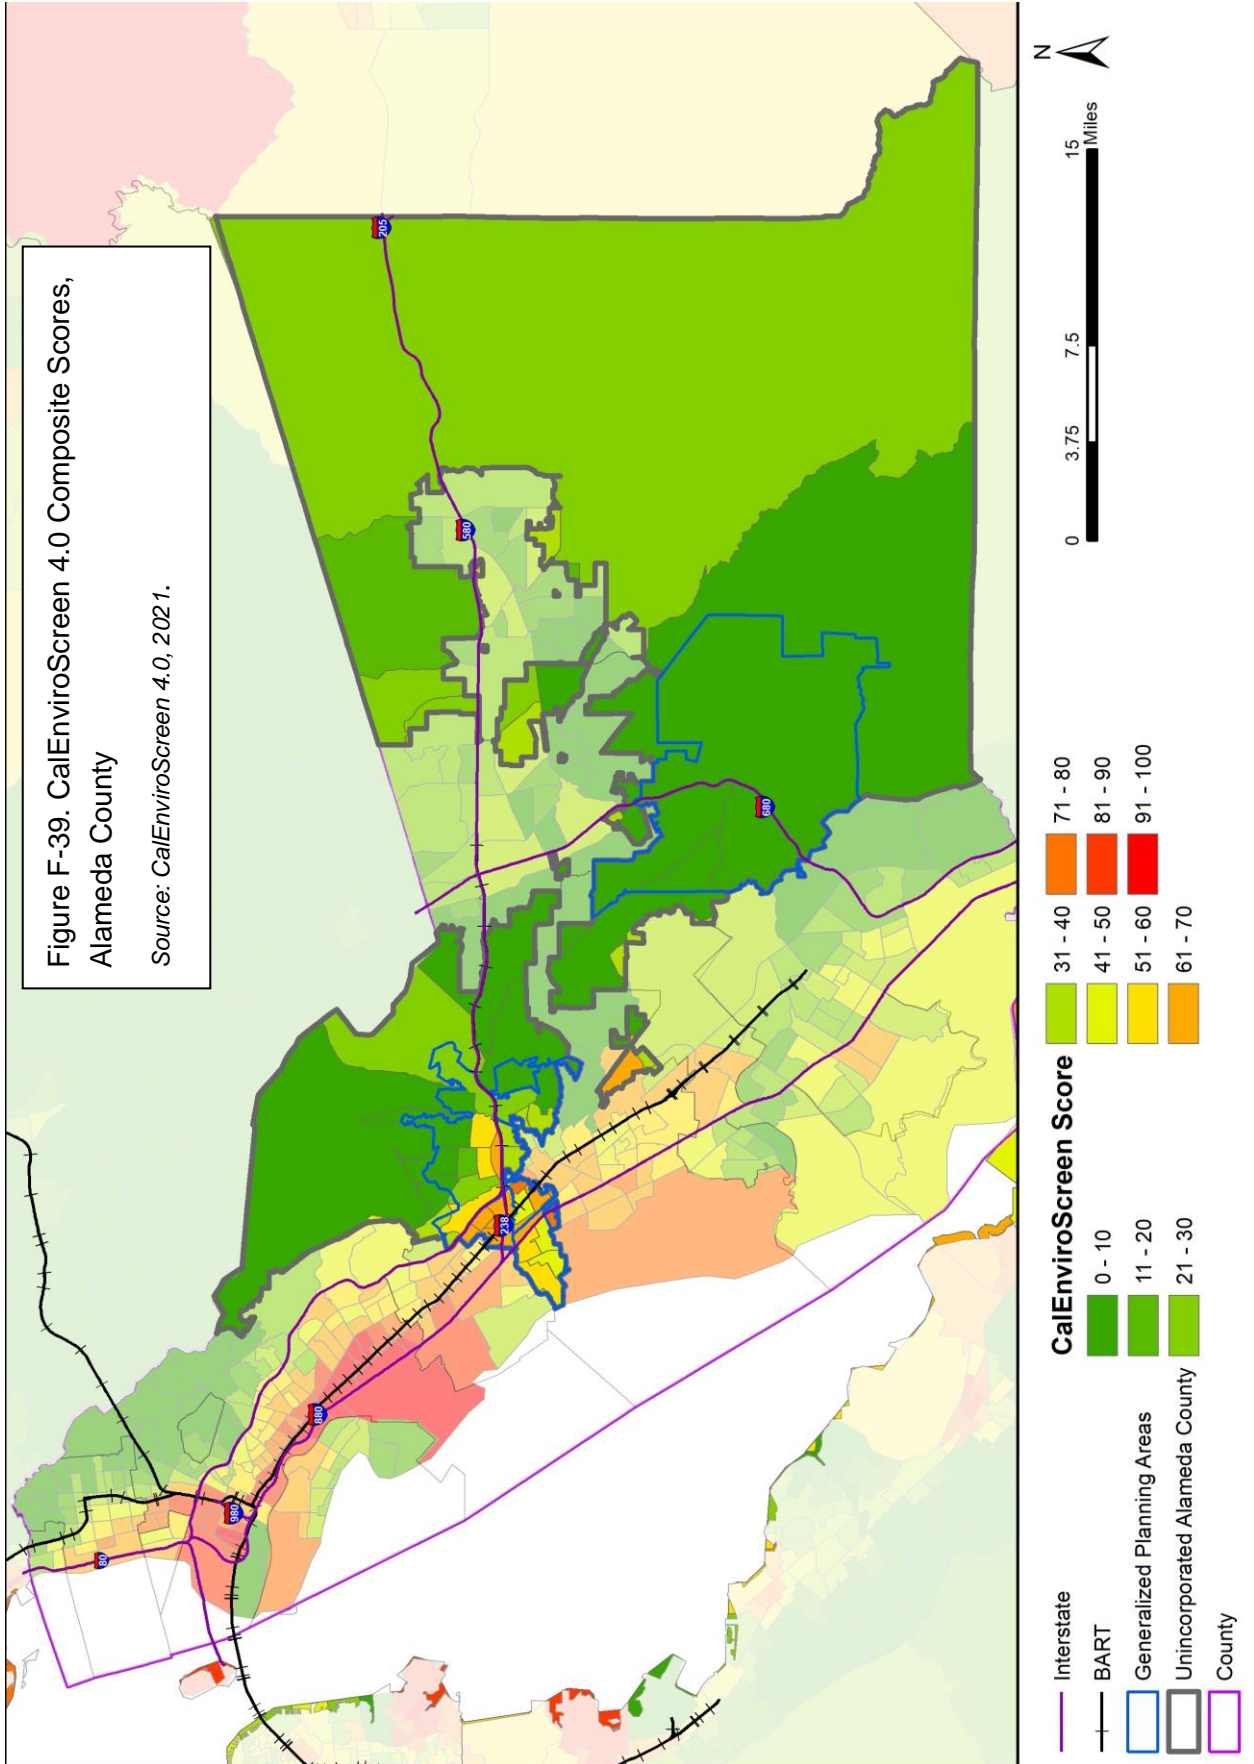 Figure F-39. CalEnviroScreen 4.0 Composite Scores,
Alameda County
Source: CalEnviroScreen 4.0, 2021.
80
980
880
238
580
205
680
Interstate
BART
Generalized Planning Areas
Unincorporated Alameda County
County
CalEnviroScreen Score
0 - 10
11 - 20
21 - 30
31 - 40
41 - 50
51 - 60
61 - 70
71 - 80
81 - 90
91 - 100
0 3.75 7.5 15
Miles
N